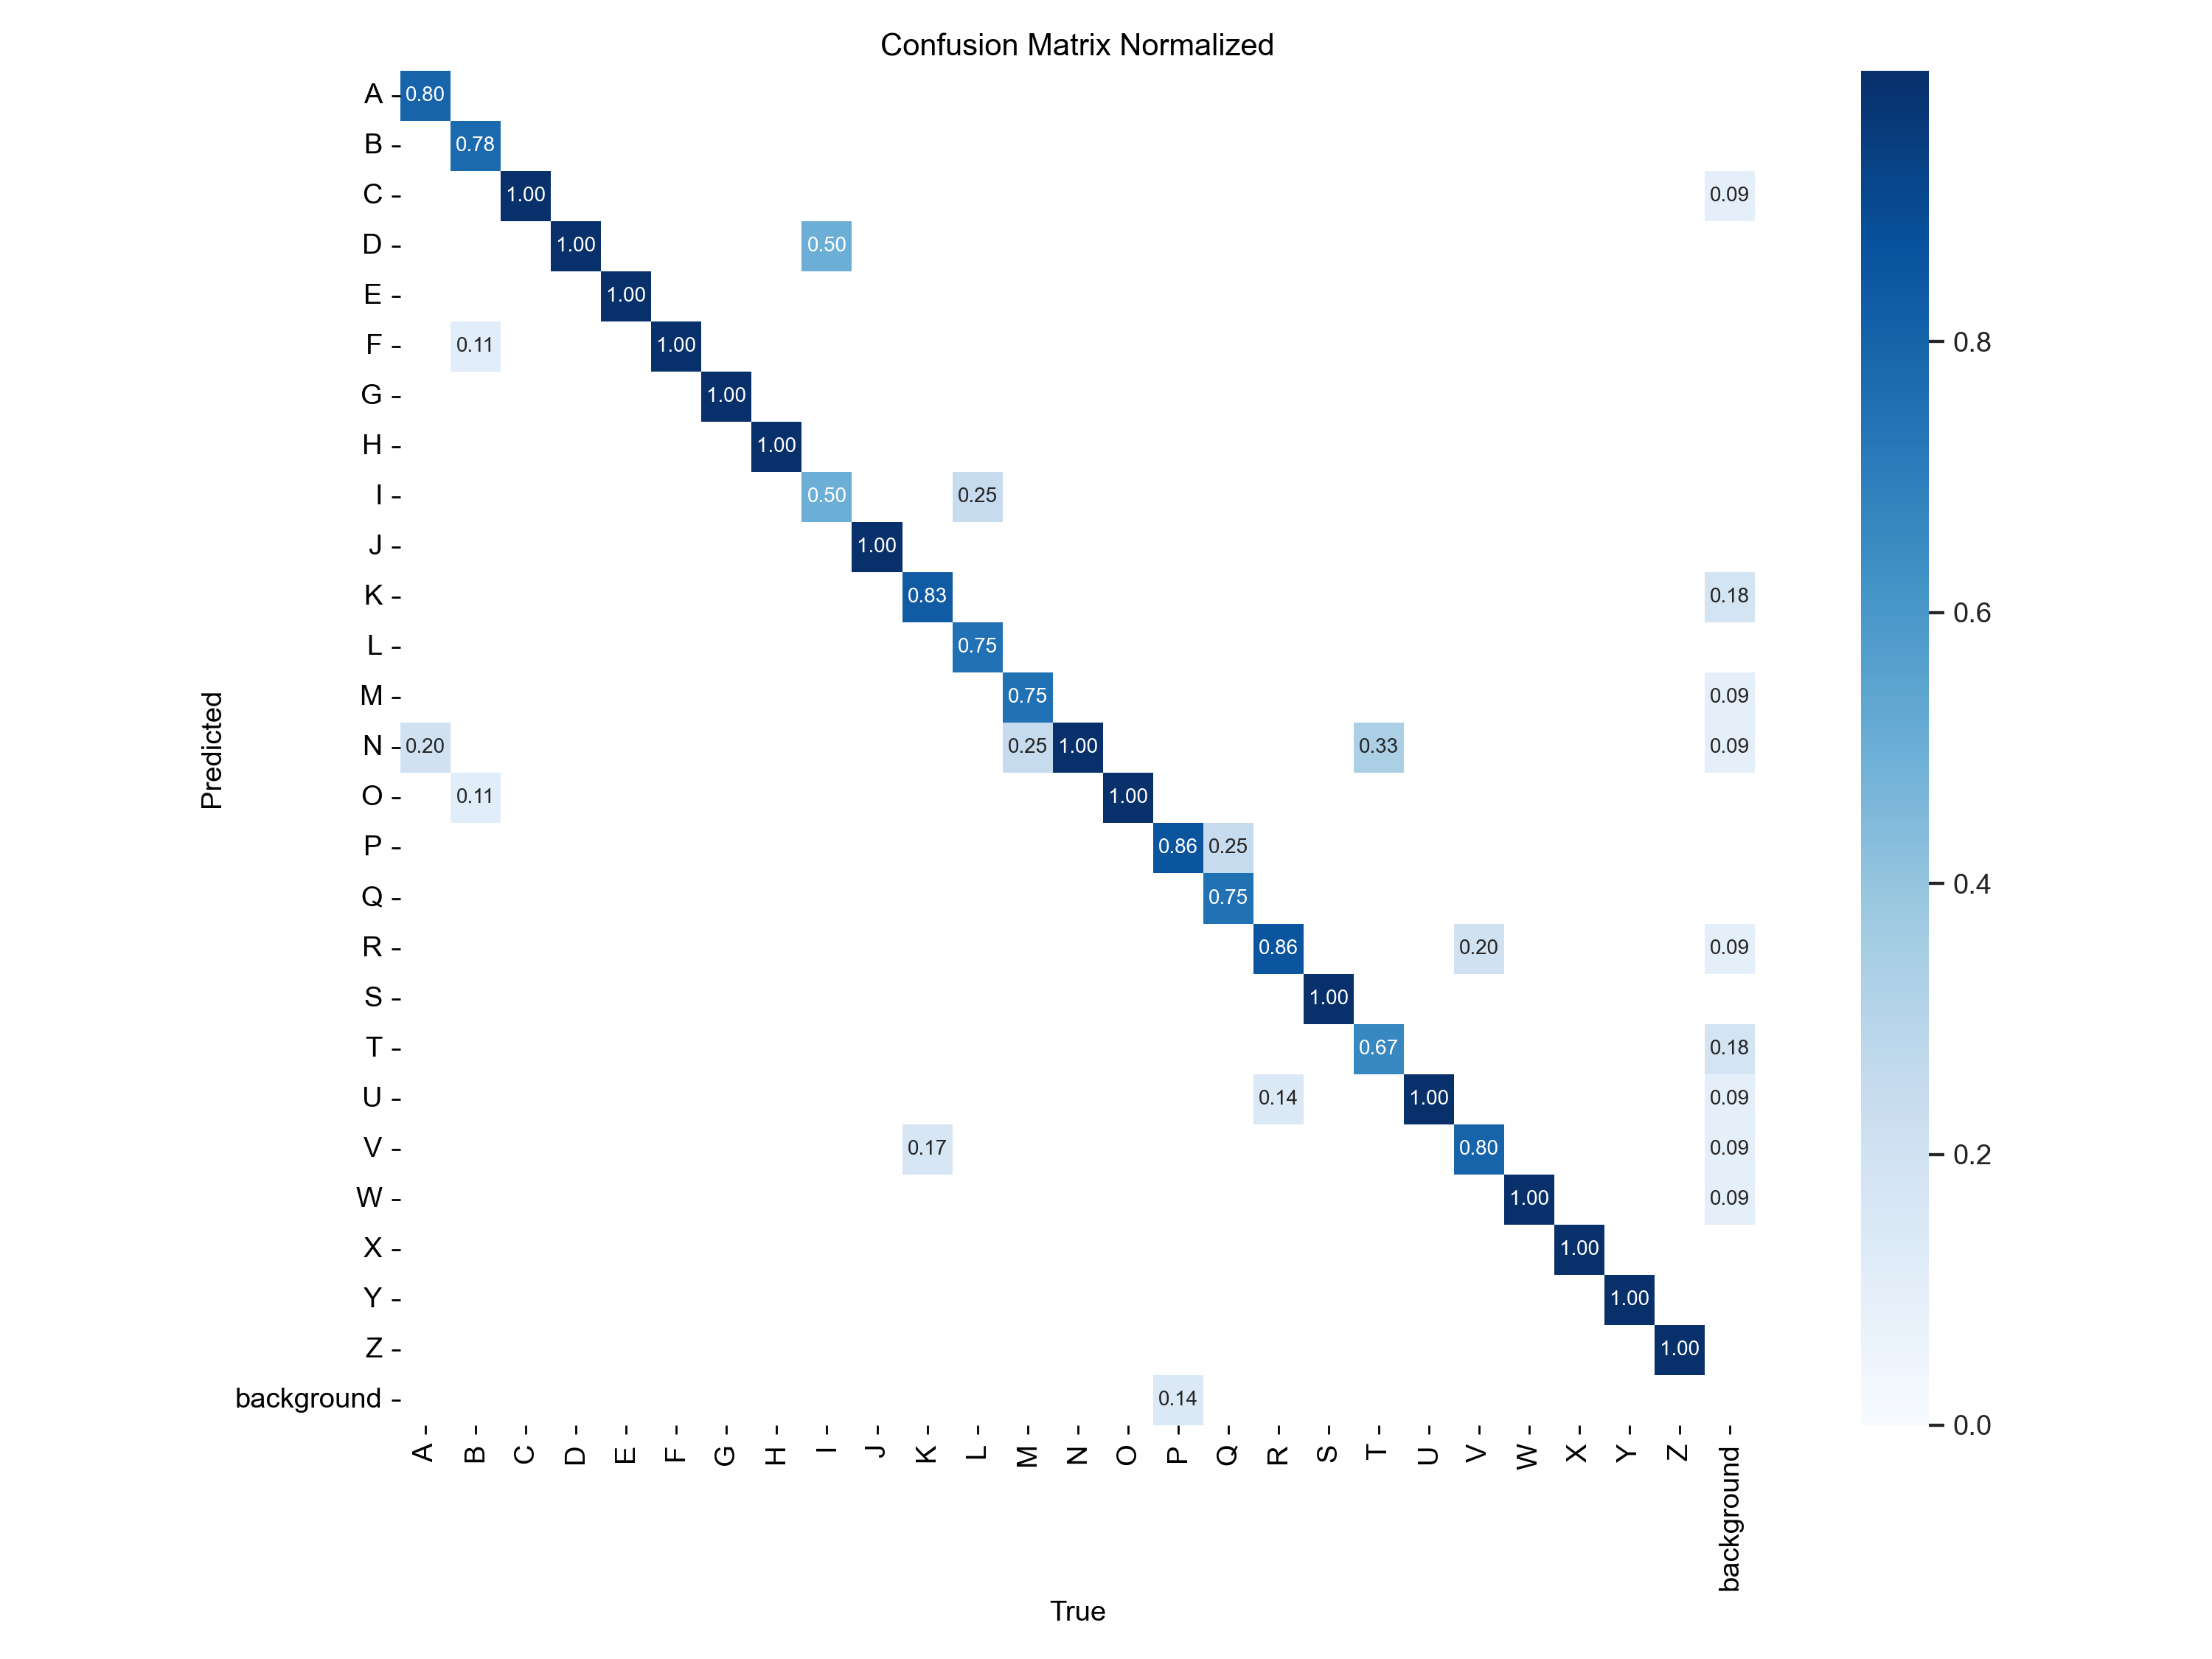 Confusion Matrix Normalized
A 0.80
B 0.78
C 1.00 0.09
D 1.00 0.50
E 1.00
F 0.11 1.00
G 1.00
H 1.00
I 0.50 0.25
J 1.00
K 0.83 0.18
L 0.75
M 0.75 0.09
N 0.20 0.25 1.00 0.33 0.09
O 0.11 1.00
P 0.86 0.25
Q 0.75
R 0.86 0.20 0.09
S 1.00
T 0.67 0.18
U 0.14 1.00 0.09
V 0.17 0.80 0.09
W 1.00 0.09
X 1.00
Y 1.00
Z 1.00
background 0.14
A B C D E F G H I J K L M N O P Q R S T U V W X Y Z background
True
Predicted
0.8
0.6
0.4
0.2
0.0